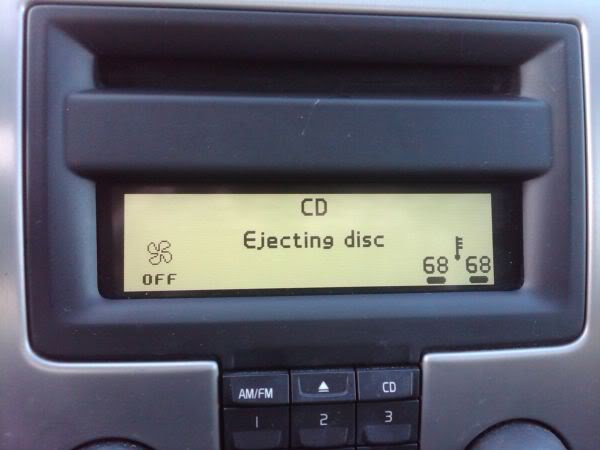 CD
Ejecting disc
OFF
68 68
AM/FM CD
1 2 3